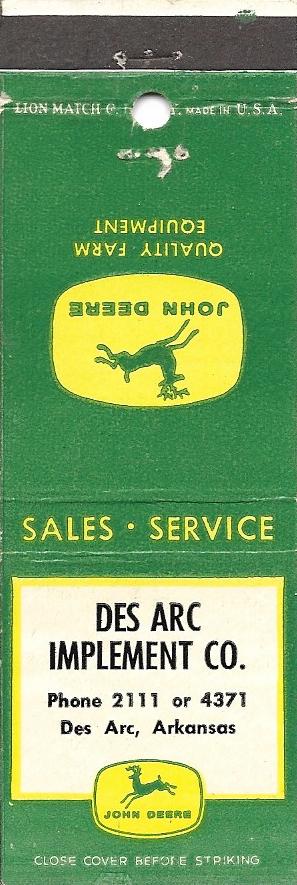 LION MATCH C. N.Y. MADE IN U.S.A.
QUALITY FARM
EQUIPMENT
JOHN DEERE
SALES • SERVICE
DES ARC
IMPLEMENT CO.
Phone 2111 or 4371
Des Arc, Arkansas
JOHN DEERE
CLOSE COVER BEFORE STRIKING